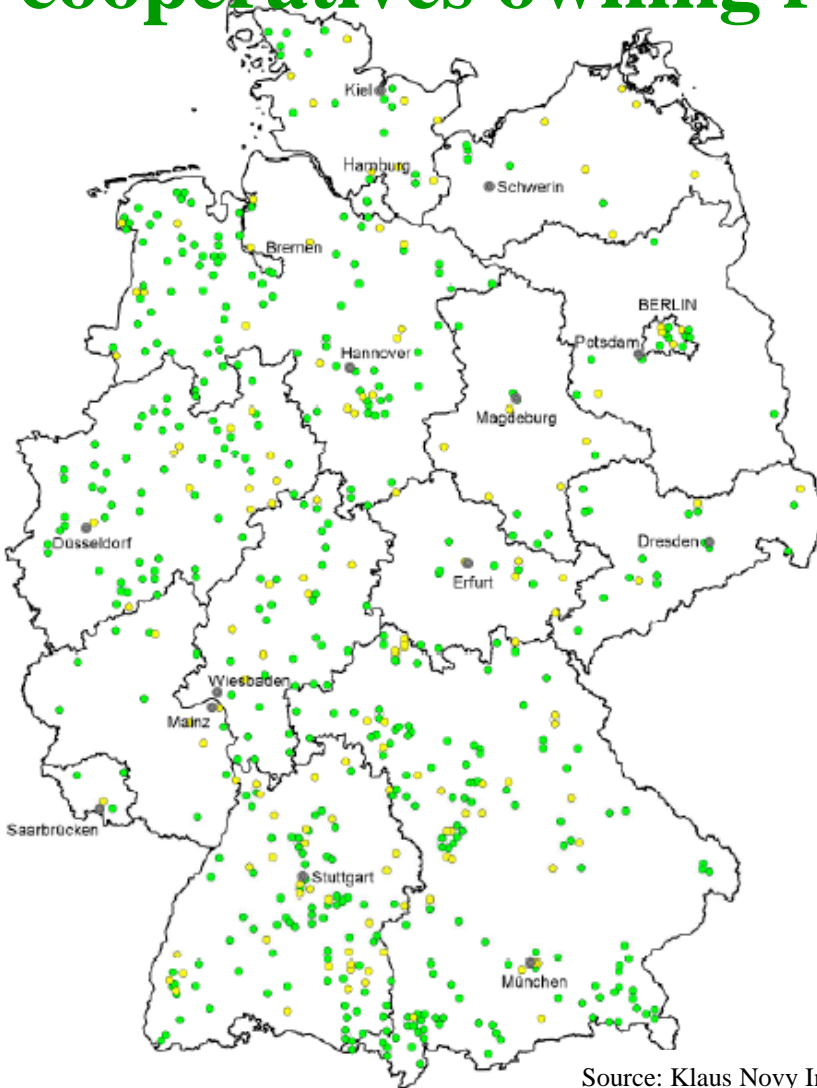 cooperatives owning
Kiel
Hamburg
Schwerin
Bremen
BERLIN
Potsdam
Hannover
Magdeburg
Düsseldorf
Dresden
Erfurt
Wiesbaden
Mainz
Saarbrücken
Stuttgart
München
Source: Klaus Novy